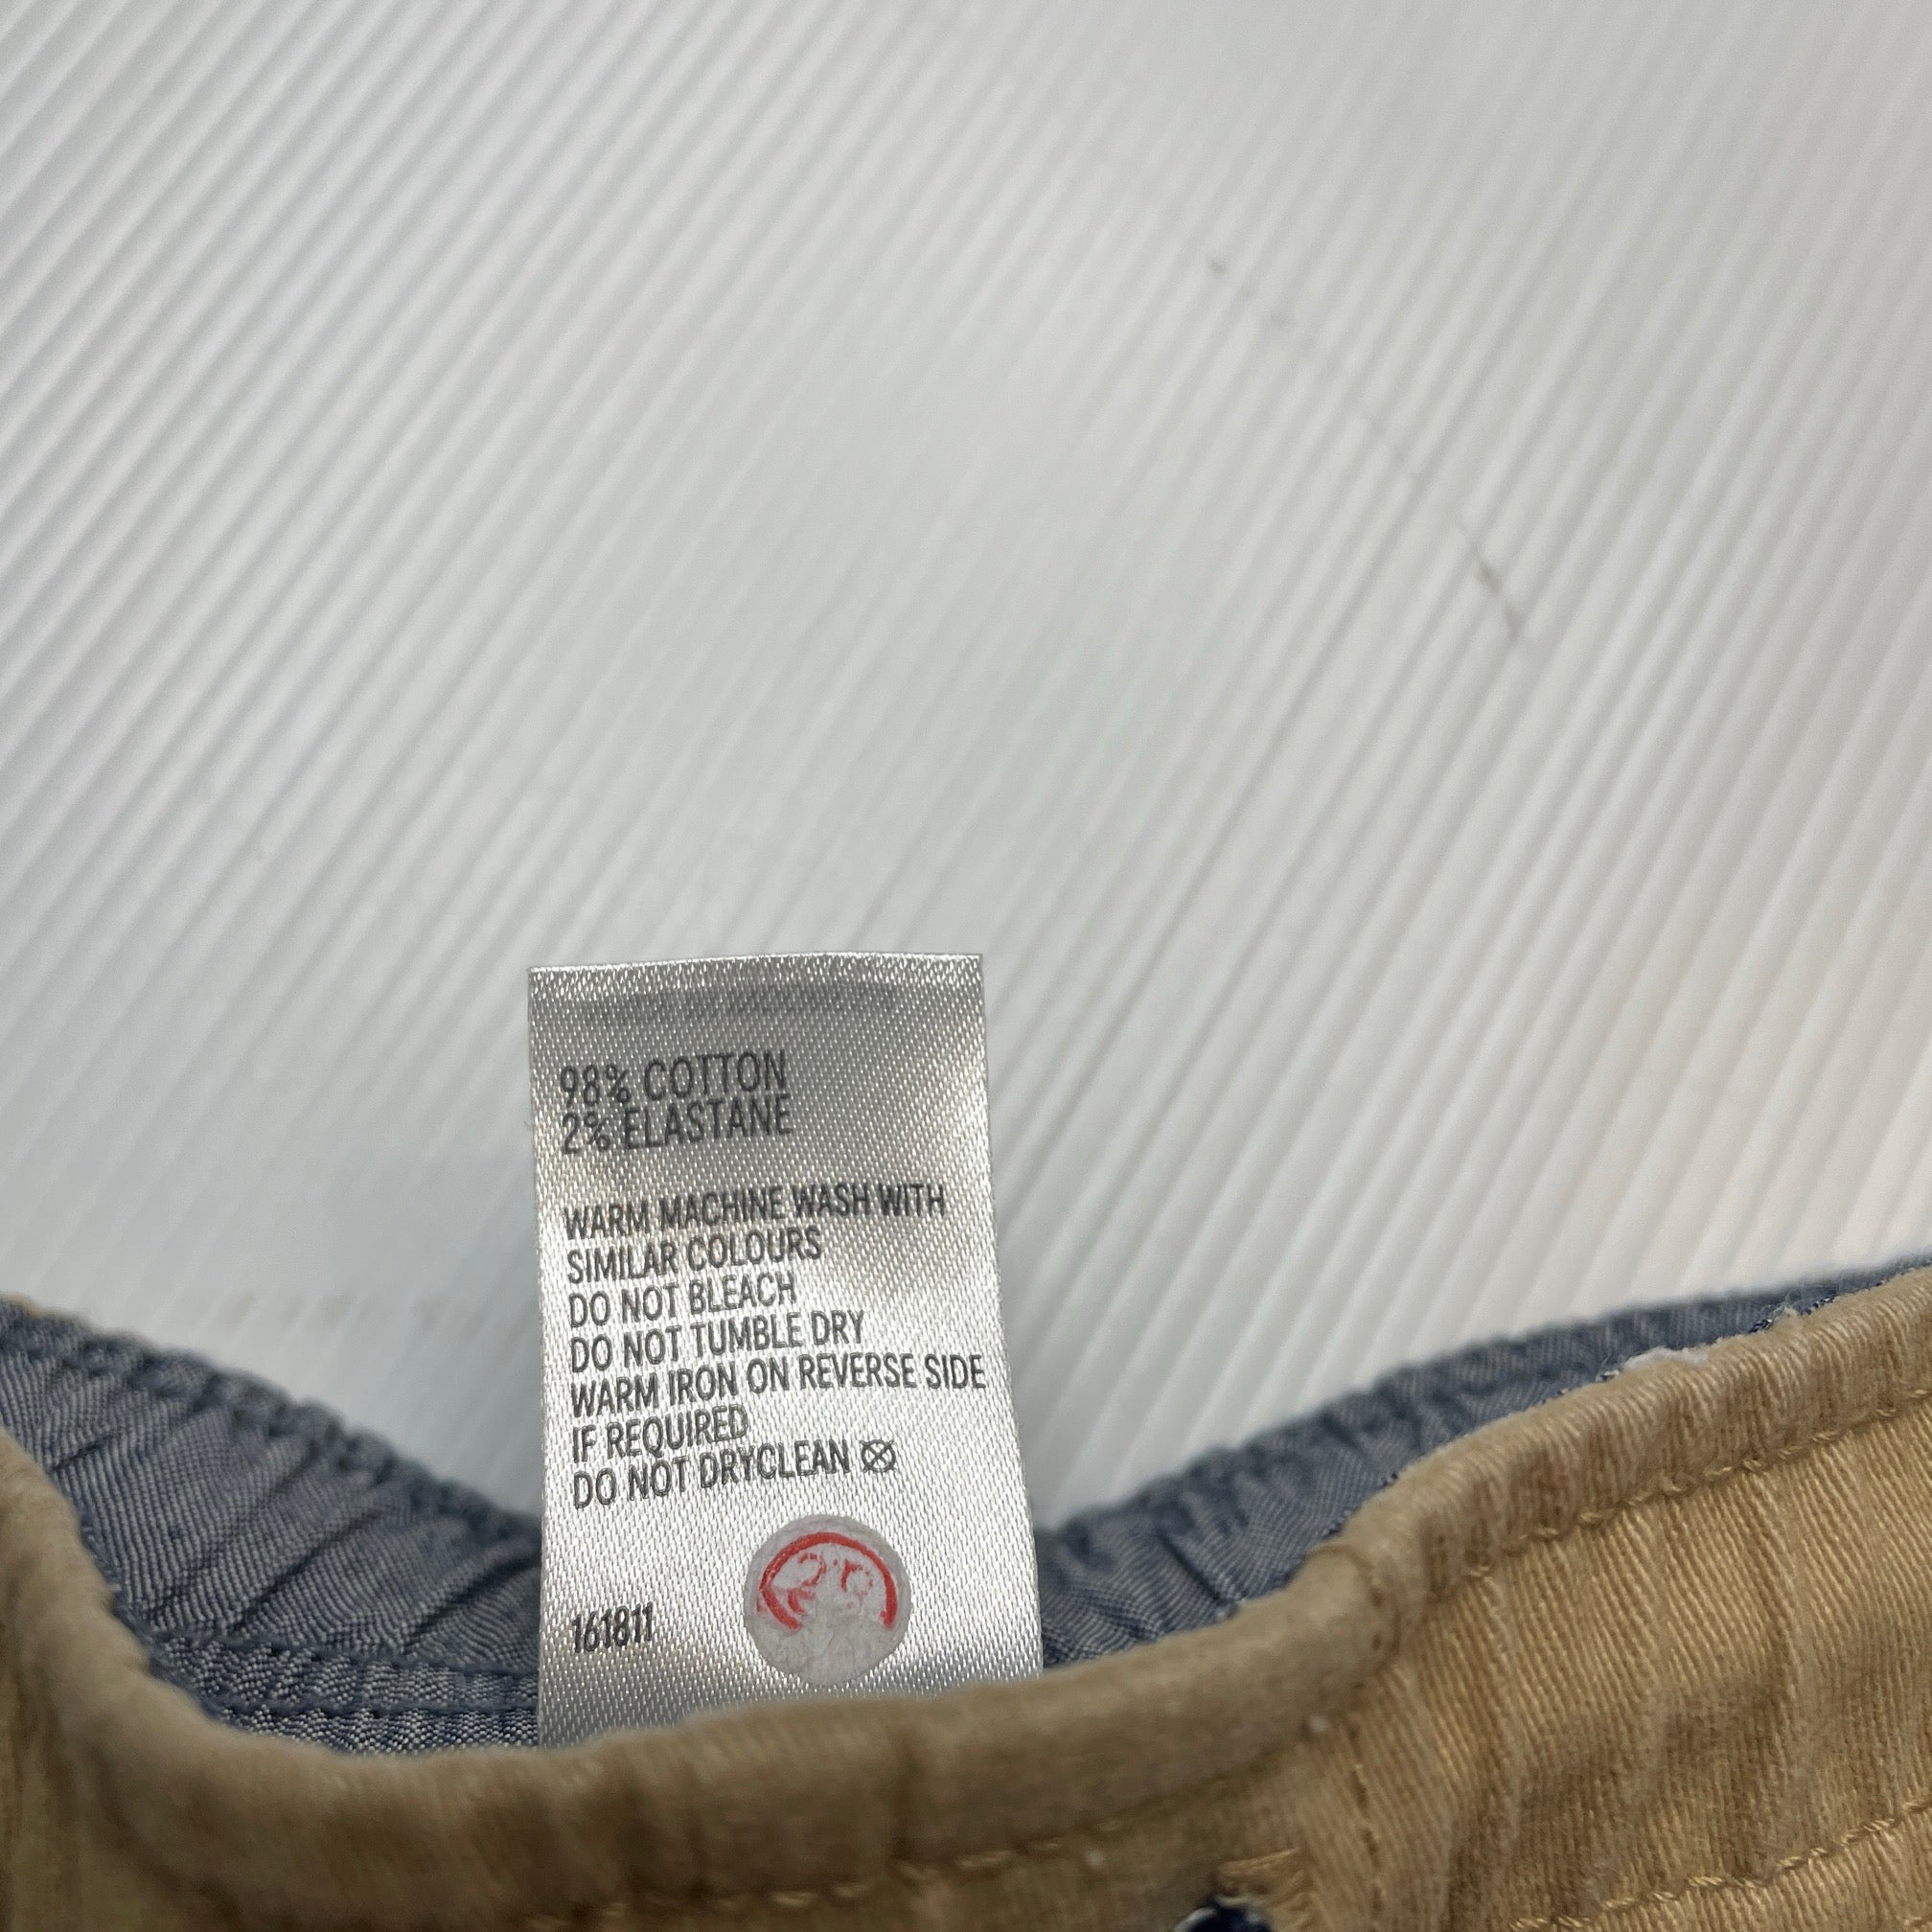 98% COTTON
2% ELASTANE
WARM MACHINE WASH WITH
SIMILAR COLOURS
DO NOT BLEACH
DO NOT TUMBLE DRY
WARM IRON ON REVERSE SIDE
IF REQUIRED
DO NOT DRYCLEAN
161811